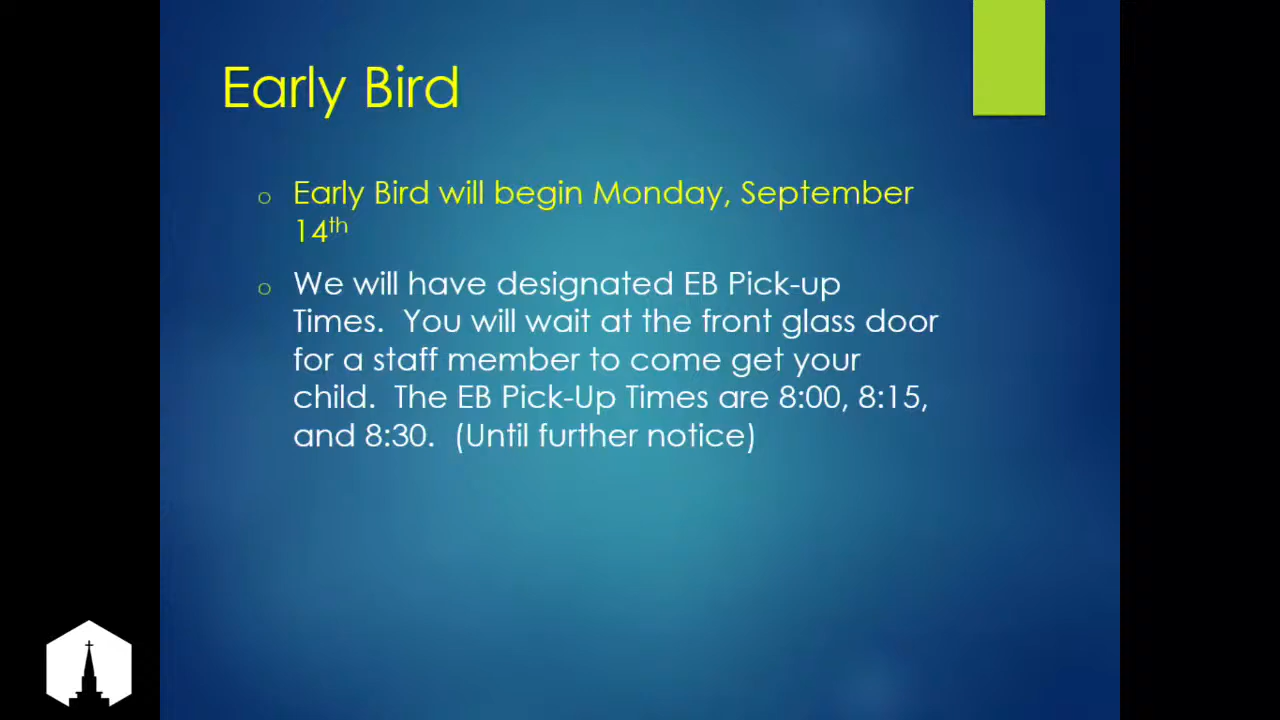 Early Bird
o Early Bird will begin Monday, September
14th
o We will have designated EB Pick-up
Times.  You will wait at the front glass door
for a staff member to come get your
child.  The EB Pick-Up Times are 8:00, 8:15,
and 8:30.  (Until further notice)